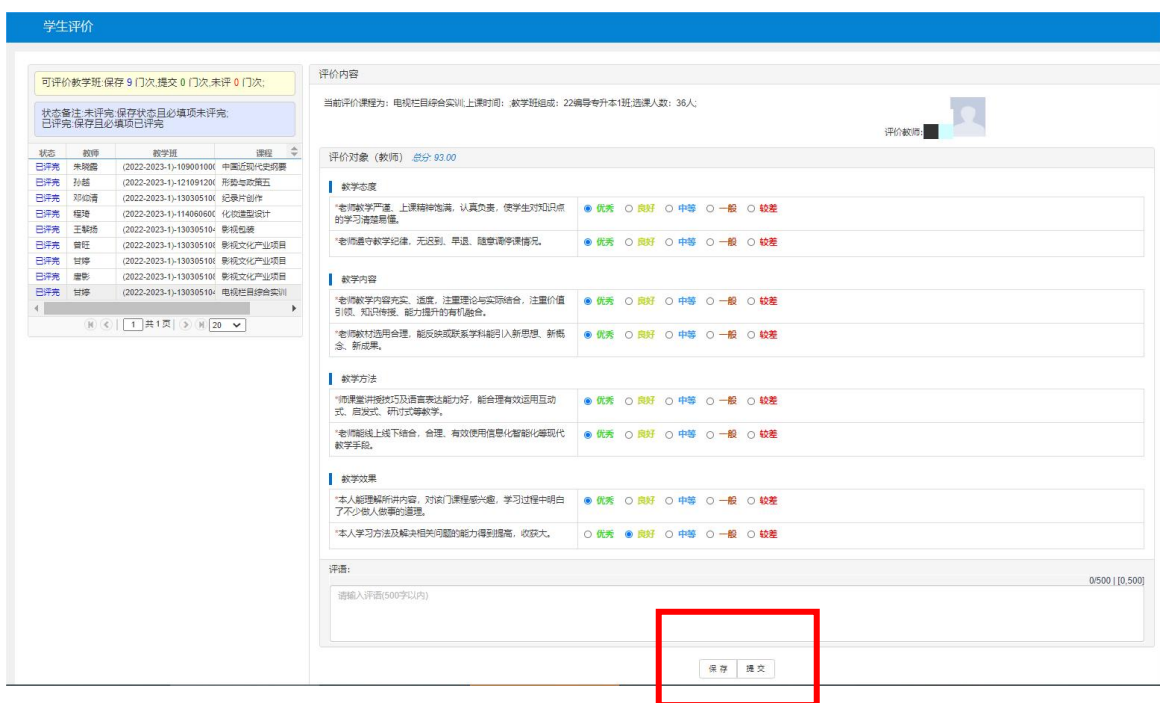 学生评价
可评价教学班:保存 9 门次,提交 0 门次,未评 0 门次;
状态备注:未评完:保存状态且必填项未评完;
已评完:保存且必填项已评完
状态 教师 教学班 课程
已评完 朱晓露 (2022-2023-1)-10900100( 中国近现代史纲要
已评完 孙越 (2022-2023-1)-12109120( 形势与政策五
已评完 邓如青 (2022-2023-1)-13030510( 纪录片创作
已评完 程琦 (2022-2023-1)-11406060( 化妆造型设计
已评完 王黎扬 (2022-2023-1)-13030510 影视包装
已评完 曾旺 (2022-2023-1)-13030510 影视文化产业项目
已评完 甘婷 (2022-2023-1)-13030510 影视文化产业项目
已评完 唐影 (2022-2023-1)-13030510 影视文化产业项目
已评完 甘婷 (2022-2023-1)-13030510 电视栏目综合实训
1 共1页 20
评价内容
当前评价课程为：电视栏目综合实训;上课时间：;教学班组成：22编导专升本1班;选课人数：36人;
评价教师:
评价对象（教师） 总分: 93.00
教学态度
*老师教学严谨、上课精神饱满、认真负责，使学生对知识点
的学习清楚易懂。
优秀 良好 中等 一般 较差
*老师遵守教学纪律、无迟到、早退、随意调停课情况。
优秀 良好 中等 一般 较差
教学内容
*老师教学内容充实、适度，注重理论与实际结合，注重价值
引领、知识传授、能力提升的有机融合。
优秀 良好 中等 一般 较差
*老师教材选用合理，能反映或联系学科能引入新思想、新概
念、新成果。
优秀 良好 中等 一般 较差
教学方法
*师课堂讲授技巧及语言表达能力好，能合理有效运用互动
式、启发式、研讨式等教学。
优秀 良好 中等 一般 较差
*老师能线上线下结合，合理、有效使用信息化智能化等现代
教学手段。
优秀 良好 中等 一般 较差
教学效果
*本人能理解所讲内容，对该门课程感兴趣，学习过程中明白
了不少做人做事的道理。
优秀 良好 中等 一般 较差
*本人学习方法及解决相关问题的能力得到提高，收获大。
优秀 良好 中等 一般 较差
评语:
0/500 | [0,500]
请输入评语(500字以内)
保 存 提 交